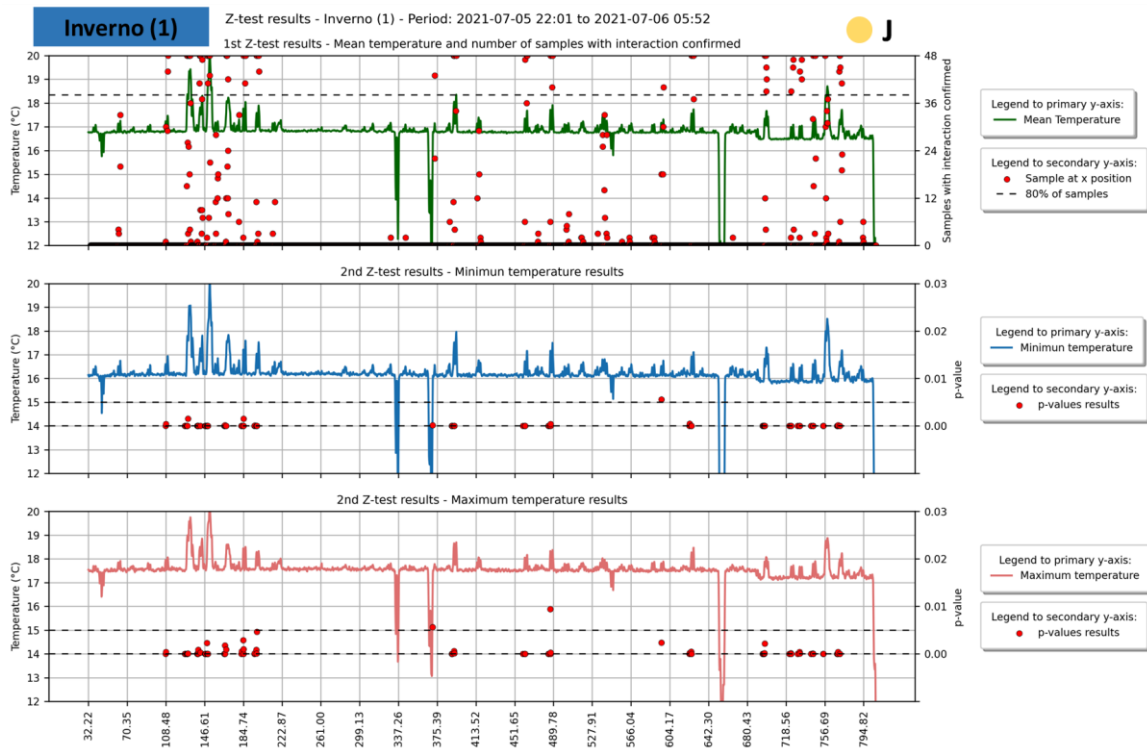 Inverno (1)
Z-test results - Inverno (1) - Period: 2021-07-05 22:01 to 2021-07-06 05:52
J
1st Z-test results - Mean temperature and number of samples with interaction confirmed
20
19
18
17
16
15
14
13
12
Temperature (°C)
48
42
36
30
24
18
12
6
0
Samples with interaction confirmed
Legend to primary y-axis:
Mean Temperature
Legend to secondary y-axis:
Sample at x position
80% of samples
2nd Z-test results - Minimun temperature results
20
19
18
17
16
15
14
13
12
Temperature (°C)
0.03
0.02
0.01
0.00
p-value
Legend to primary y-axis:
Minimun temperature
Legend to secondary y-axis:
p-values results
2nd Z-test results - Maximum temperature results
20
19
18
17
16
15
14
13
12
Temperature (°C)
0.03
0.02
0.01
0.00
p-value
Legend to primary y-axis:
Maximum temperature
Legend to secondary y-axis:
p-values results
32.22
70.35
108.48
146.61
184.74
222.87
261.00
299.13
337.26
375.39
413.52
451.65
489.78
527.91
566.04
604.17
642.30
680.43
718.56
756.69
794.82